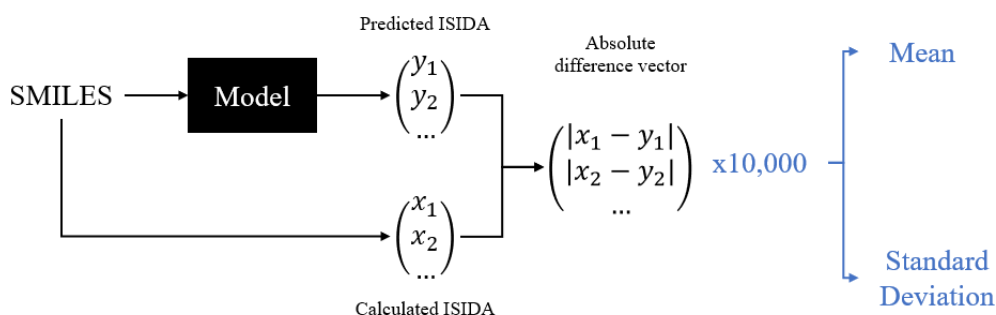 Predicted ISIDA
SMILES
Model
y₁
y₂
...
Absolute
difference vector
|x₁ − y₁|
|x₂ − y₂|
...
x10,000
Mean
Standard
Deviation
x₁
x₂
...
Calculated ISIDA